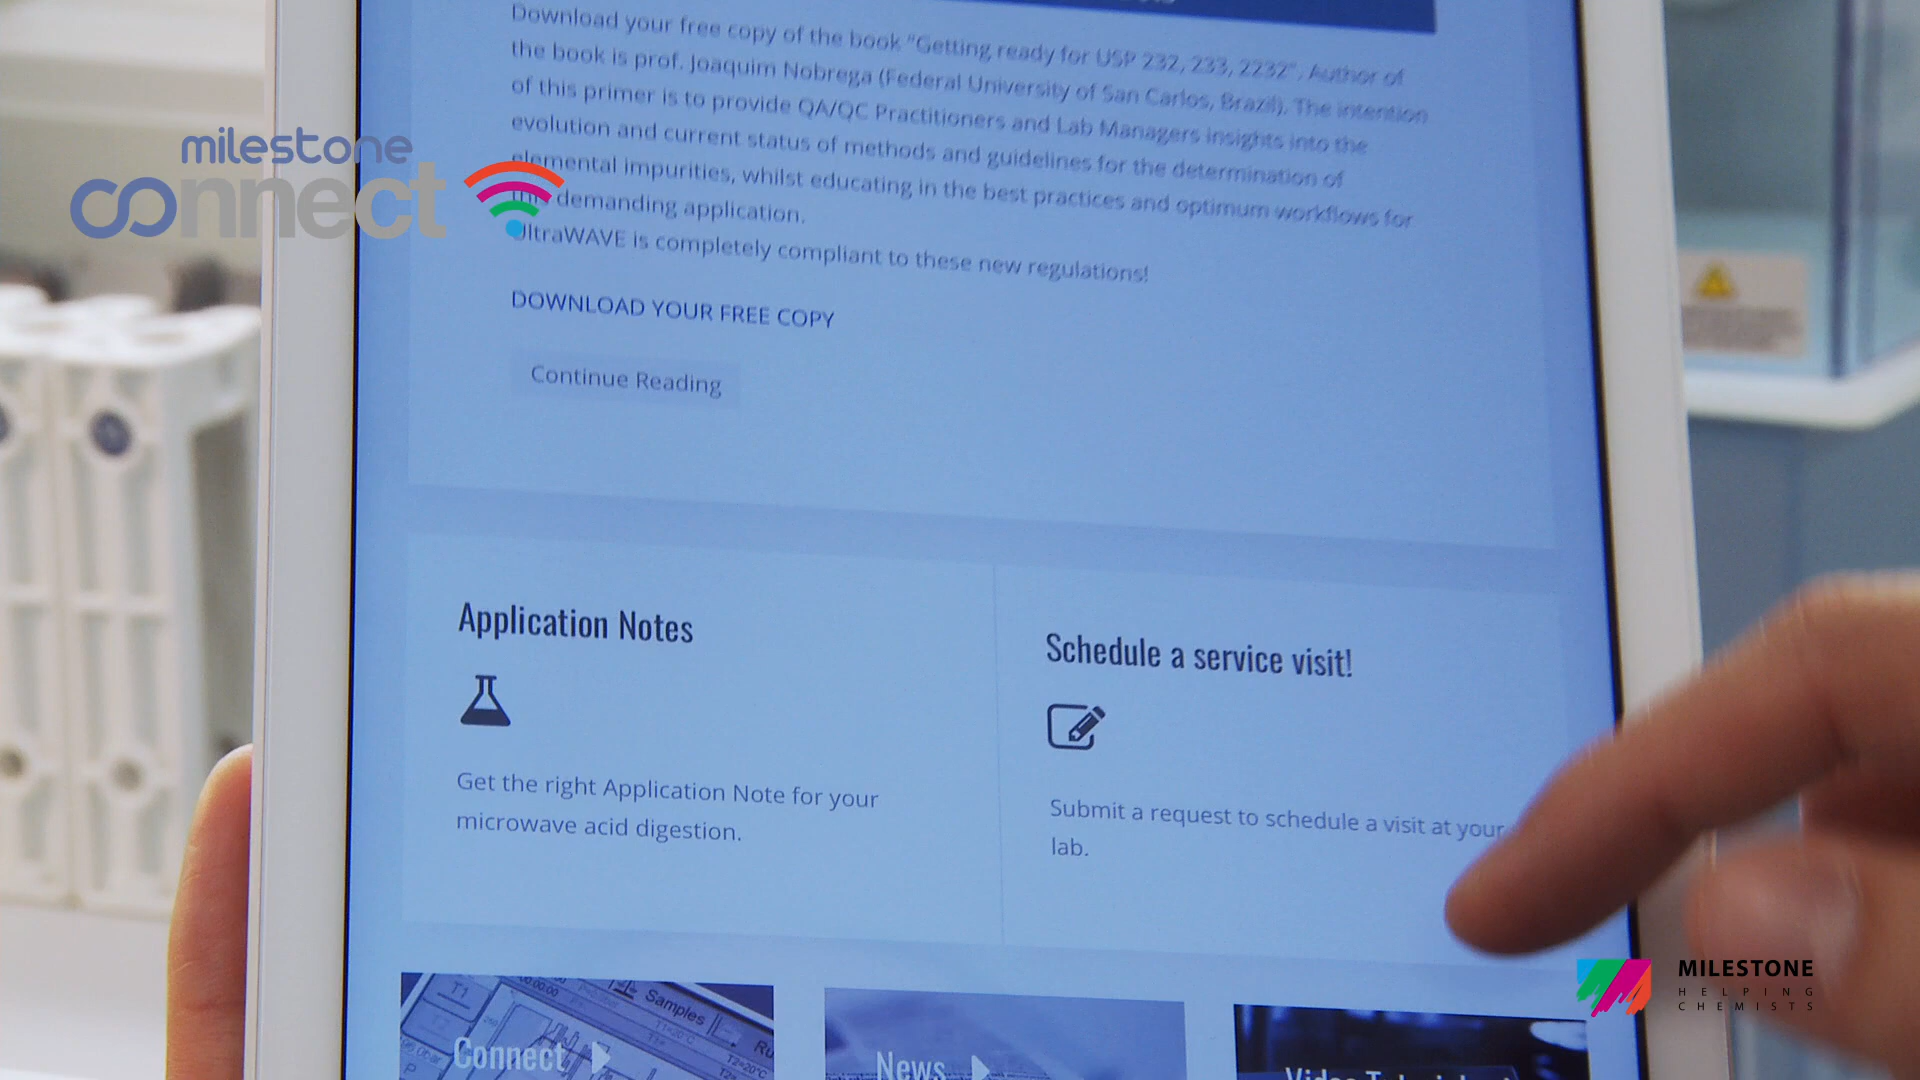 Download your free copy of the book "Getting ready for USP 232, 233, 2232". Author of
the book is prof. Joaquim Nobrega (Federal University of San Carlos, Brazil). The intention
of this primer is to provide QA/QC Practitioners and Lab Managers insights into the
evolution and current status of methods and guidelines for the determination of
elemental impurities, whilst educating in the best practices and optimum workflows for
this demanding application.
UltraWAVE is completely compliant to these new regulations!
milestone
connect
DOWNLOAD YOUR FREE COPY
Continue Reading
Application Notes
Get the right Application Note for your
microwave acid digestion.
Schedule a service visit!
Submit a request to schedule a visit at your
lab.
T1
00:00:00
Samples
Connect
News
Video
MILESTONE
HELPING
CHEMISTS